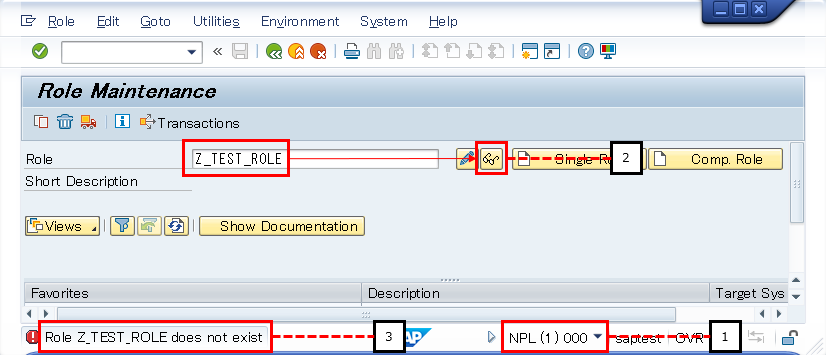 Role Edit Goto Utilities Environment System Help
Role Maintenance
Transactions
Role Z_TEST_ROLE Single 2 Comp. Role
Short Description
Views Show Documentation
Favorites Description Target Sys
Role Z_TEST_ROLE does not exist 3 SAP NPL (1) 000 1 saptest OVR